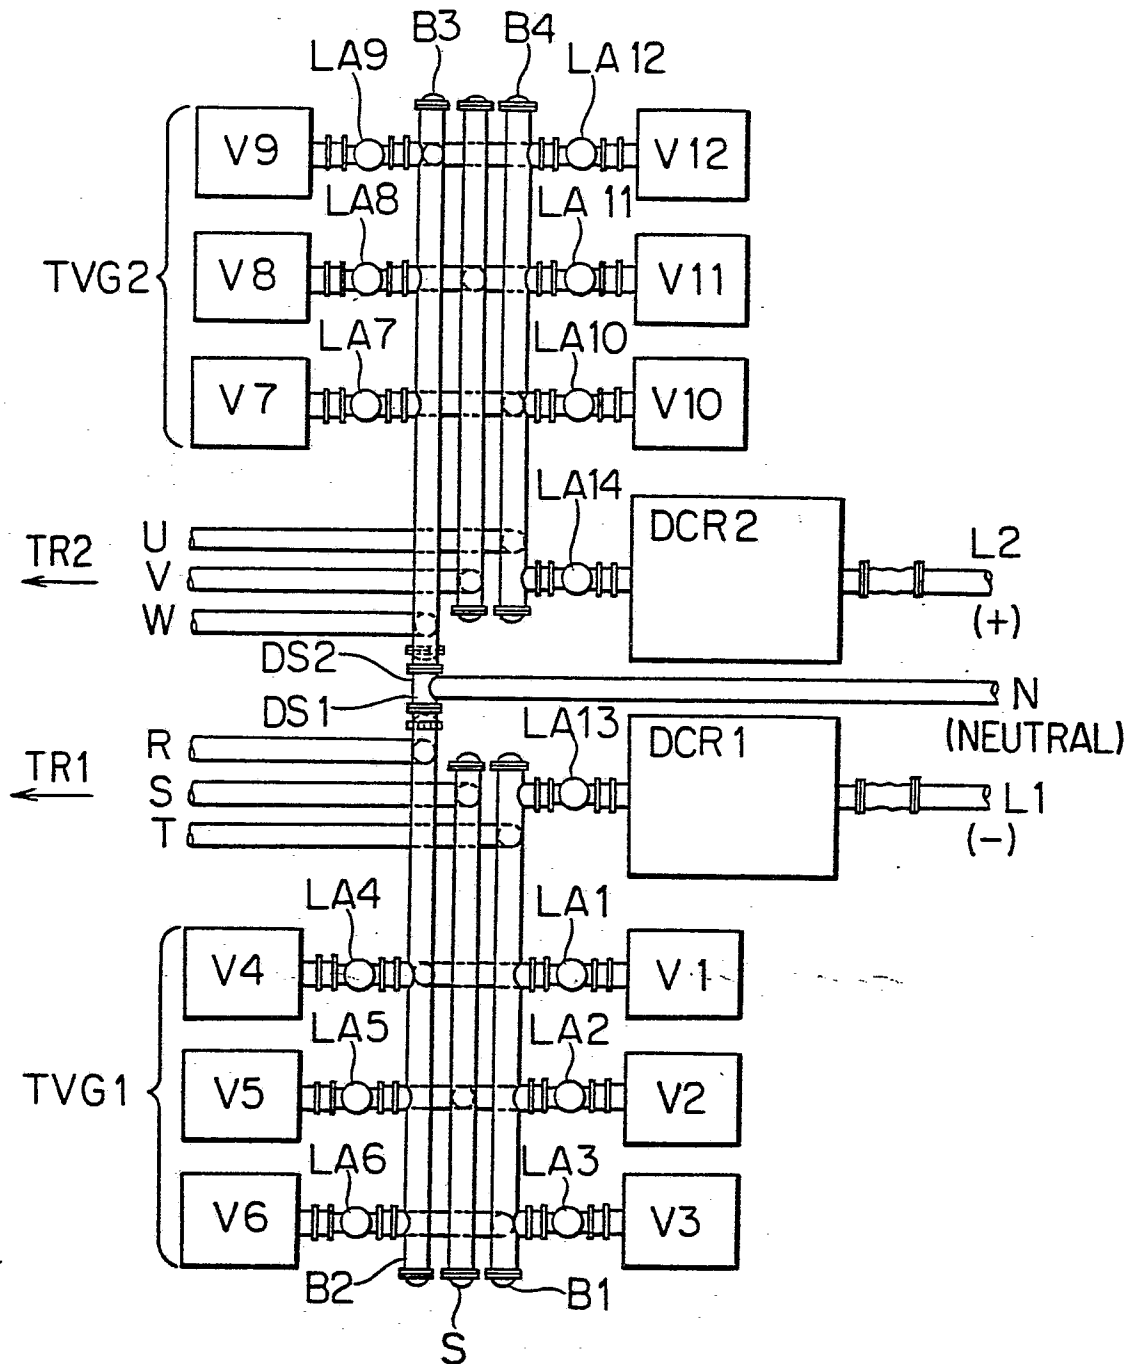 B3 B4
LA9 LA12
V9 V12
LA8 LA11
TVG2 V8 V11
LA7 LA10
V7 V10
LA14
DCR2
U L2
TR2 V
W (+)
DS2
DS1 N
LA13 (NEUTRAL)
R DCR1
TR1 S L1
T (-)
LA4 LA1
V4 V1
LA5 LA2
TVG1 V5 V2
LA6 LA3
V6 V3
B2 B1
S